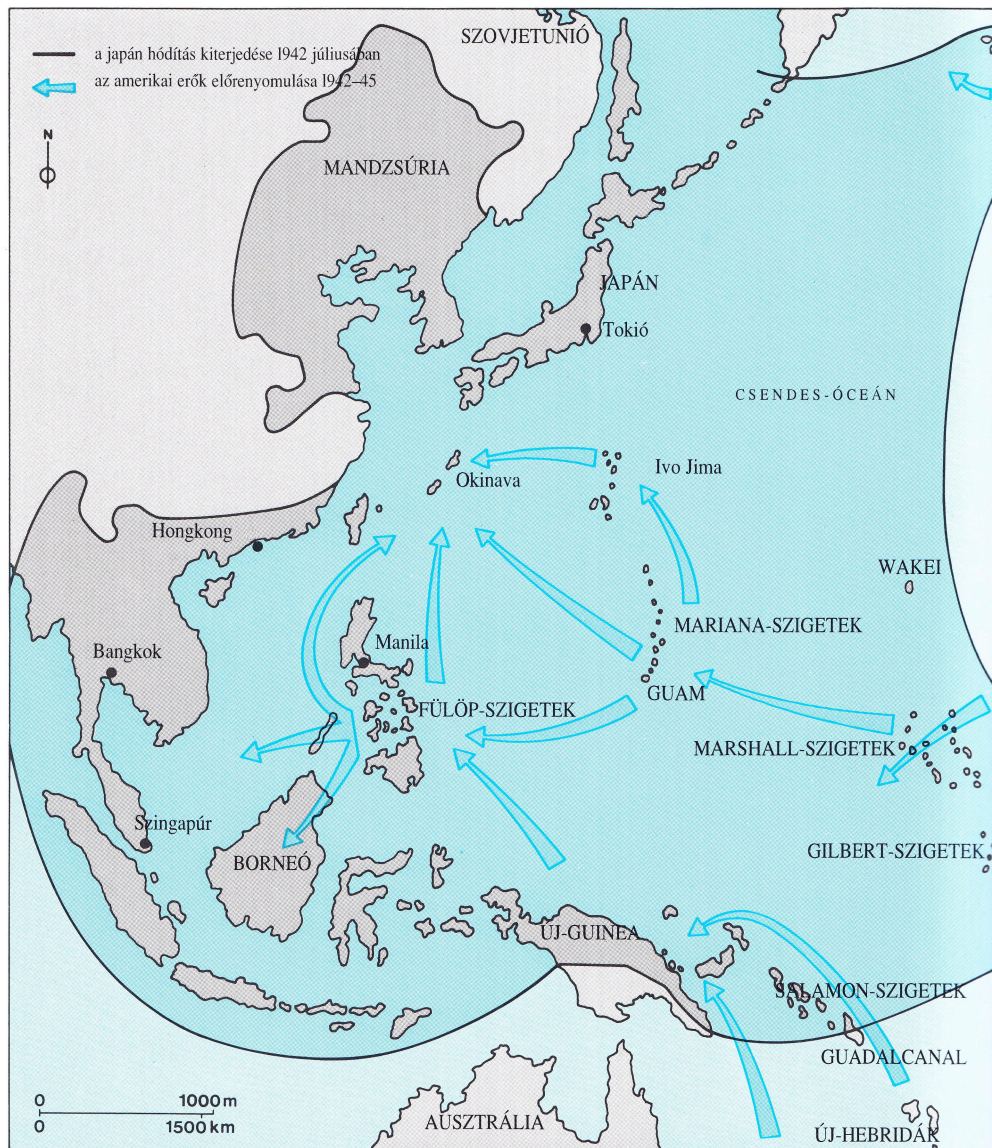 SZOVJETUNIÓ
a japán hódítás kiterjedése 1942 júliusában
az amerikai erők előrenyomulása 1942–45
N
MANDZSÚRIA
JAPÁN
Tokió
CSENDES-ÓCEÁN
Okinava
Ivo Jima
Hongkong
WAKEI
MARIANA-SZIGETEK
Manila
Bangkok
GUAM
FÜLÖP-SZIGETEK
MARSHALL-SZIGETEK
Szingapúr
BORNEÓ
GILBERT-SZIGETEK
ÚJ-GUINEA
SALAMON-SZIGETEK
GUADALCANAL
0 1000 m
0 1500 km
AUSZTRÁLIA
ÚJ-HEBRIDÁK